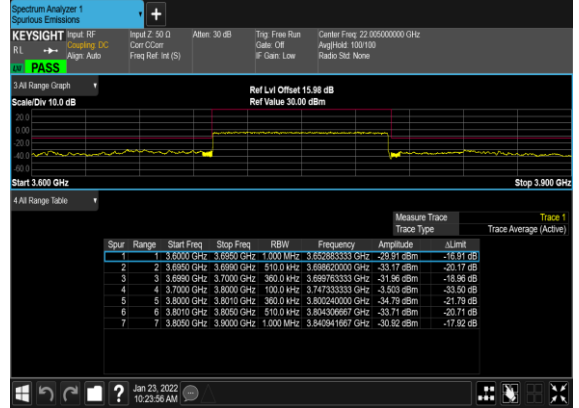 Spectrum Analyzer 1
Spurious Emissions
KEYSIGHT Input: RF Input Z: 50 Ω Atten: 30 dB Trig: Free Run Center Freq: 22.005000000 GHz
RL Coupling: DC Corr CCorr Gate: Off Avg|Hold: 100/100
Align: Auto Freq Ref: Int (S) IF Gain: Low Radio Std: None
PASS
3 All Range Graph Ref Lvl Offset 15.98 dB
Scale/Div 10.0 dB Ref Value 30.00 dBm
20.0
0.00
-20.0
-40.0
-60.0
Start 3.600 GHz Stop 3.900 GHz
4 All Range Table
Measure Trace Trace 1
Trace Type Trace Average (Active)
Spur Range Start Freq Stop Freq RBW Frequency Amplitude ΔLimit
1 1 3.6000 GHz 3.6950 GHz 1.000 MHz 3.652883333 GHz -29.91 dBm -16.91 dB
2 2 3.6950 GHz 3.6990 GHz 510.0 kHz 3.698620000 GHz -33.17 dBm -20.17 dB
3 3 3.6990 GHz 3.7000 GHz 360.0 kHz 3.699763333 GHz -31.96 dBm -18.96 dB
4 4 3.7000 GHz 3.8000 GHz 100.0 kHz 3.747333333 GHz -3.503 dBm -33.50 dB
5 5 3.8000 GHz 3.8010 GHz 360.0 kHz 3.800240000 GHz -34.79 dBm -21.79 dB
6 6 3.8010 GHz 3.8050 GHz 510.0 kHz 3.804306667 GHz -33.71 dBm -20.71 dB
7 7 3.8050 GHz 3.9000 GHz 1.000 MHz 3.840941667 GHz -30.92 dBm -17.92 dB
? Jan 23, 2022
10:23:56 AM